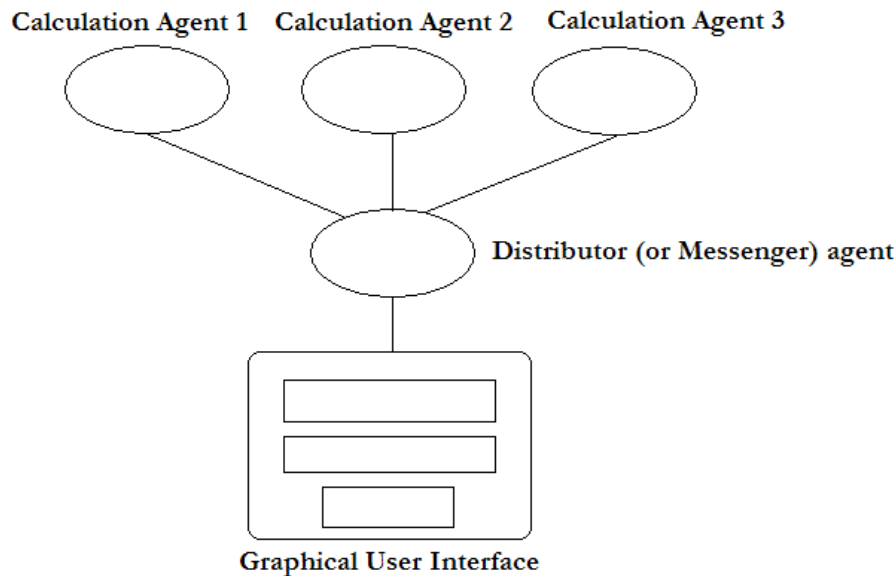 Calculation Agent 1
Calculation Agent 2
Calculation Agent 3
Distributor (or Messenger) agent
Graphical User Interface